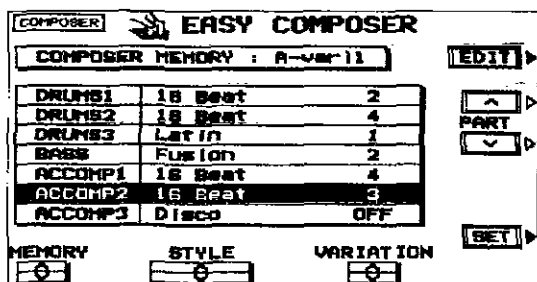 COMPOSER EASY COMPOSER
COMPOSER MEMORY : A-vari1 EDIT
DRUMS1 16 Beat 2
DRUMS2 16 Beat 4
PART
DRUMS3 Latin 1
BASS Fusion 2
ACCOMP1 16 Beat 4
ACCOMP2 16 Beat 3
ACCOMP3 Disco OFF
SET
MEMORY STYLE VARIATION